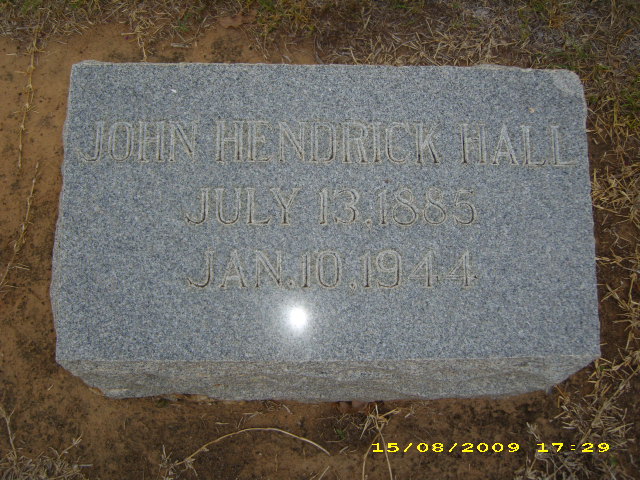 JOHN HENDRICK HALL
JULY 13,1885
JAN.10,1944
15/08/2009 17:29